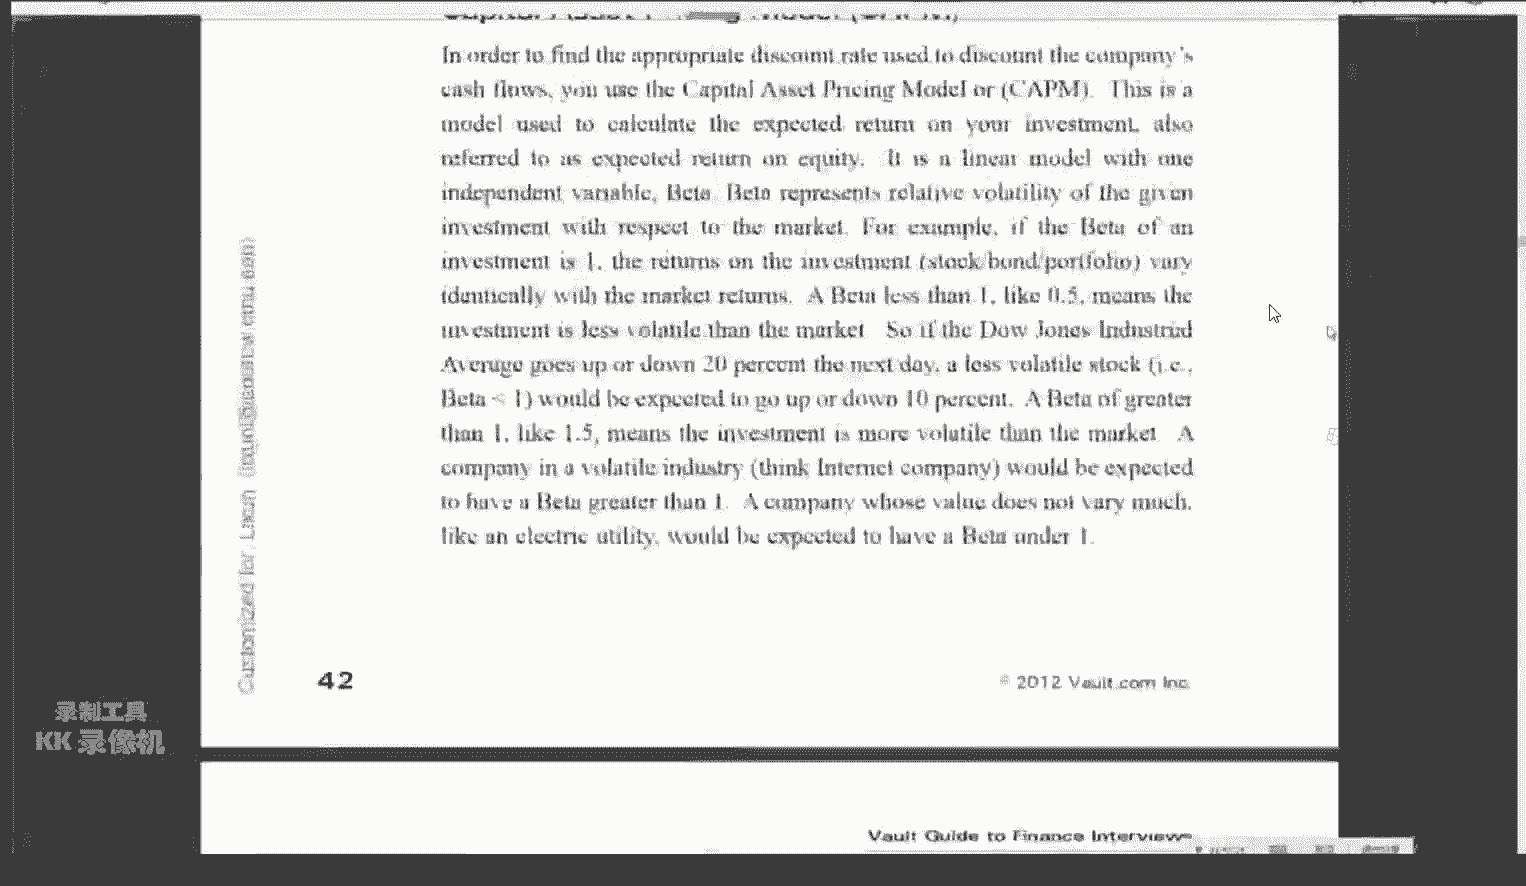 In order to find the appropriate discount rate used to discount the company's
cash flows, you use the Capital Asset Pricing Model or (CAPM). This is a
model used to calculate the expected return on your investment, also
referred to as expected return on equity. It is a linear model with one
independent variable, Beta. Beta represents relative volatility of the given
investment with respect to the market. For example, if the Beta of an
investment is 1, the returns on the investment (stock/bond/portfolio) vary
identically with the market returns. A Beta less than 1, like 0.5, means the
investment is less volatile than the market. So if the Dow Jones Industrial
Average goes up or down 20 percent the next day, a less volatile stock (i.e.,
Beta < 1) would be expected to go up or down 10 percent. A Beta of greater
than 1, like 1.5, means the investment is more volatile than the market. A
company in a volatile industry (think Internet company) would be expected
to have a Beta greater than 1. A company whose value does not vary much,
like an electric utility, would be expected to have a Beta under 1.
Customized for
42
© 2012 Vault.com Inc.
录制工具
KK 录像机
Vault Guide to Finance Interviews